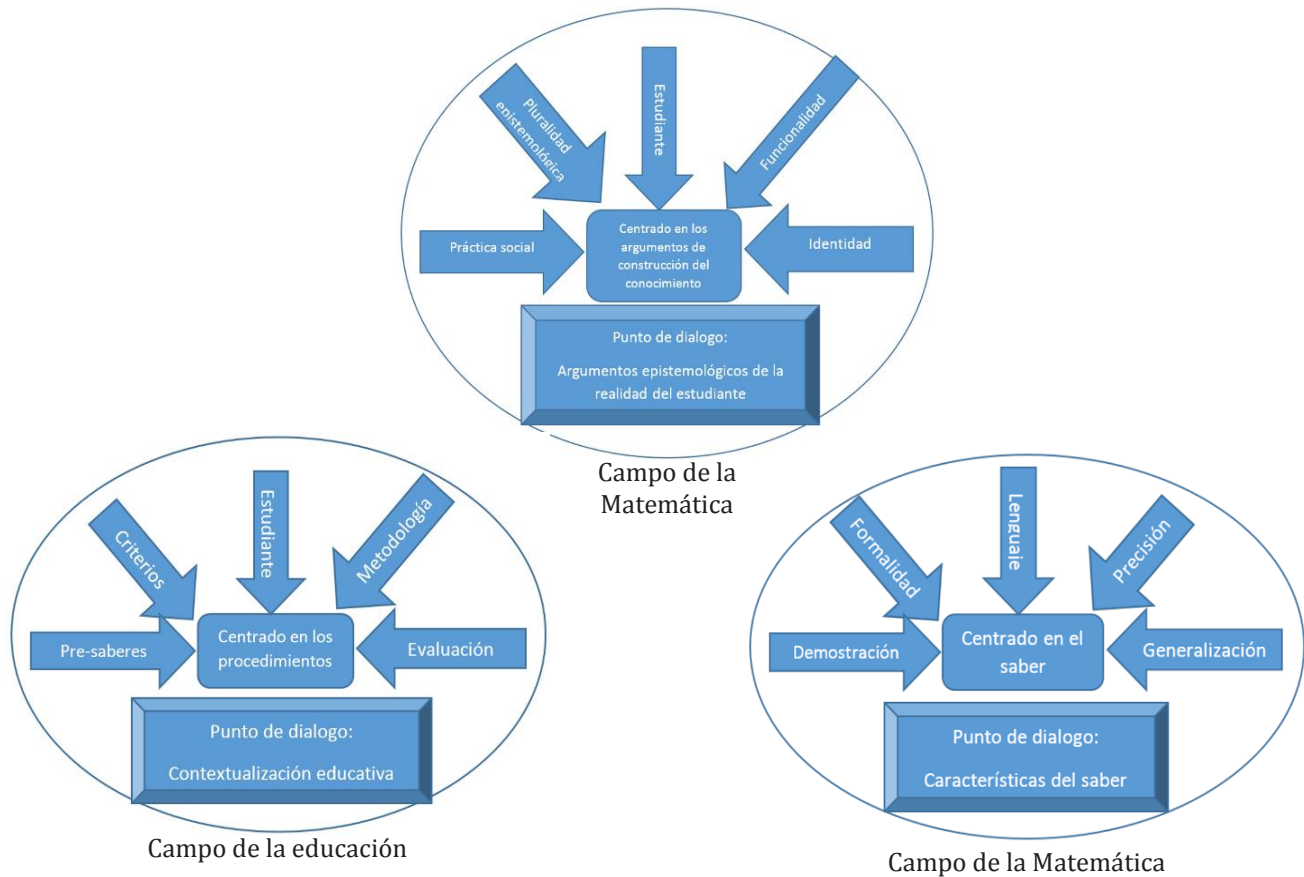 Pluralidad
epistemológica
Estudiante
Funcionalidad
Práctica social
Centrado en los
argumentos de
construcción del
conocimiento
Identidad
Punto de dialogo:
Argumentos epistemológicos de la
realidad del estudiante
Campo de la
Matemática
Criterios
Estudiante
Metodología
Pre-saberes
Centrado en los
procedimientos
Evaluación
Punto de dialogo:
Contextualización educativa
Campo de la educación
Formalidad
Lenguaje
Precisión
Demostración
Centrado en el
saber
Generalización
Punto de dialogo:
Características del saber
Campo de la Matemática